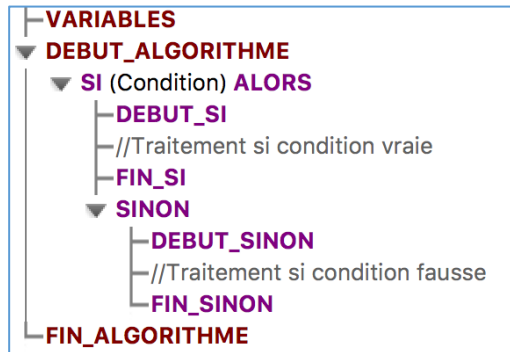 VARIABLES
DEBUT_ALGORITHME
SI (Condition) ALORS
DEBUT_SI
//Traitement si condition vraie
FIN_SI
SINON
DEBUT_SINON
//Traitement si condition fausse
FIN_SINON
FIN_ALGORITHME